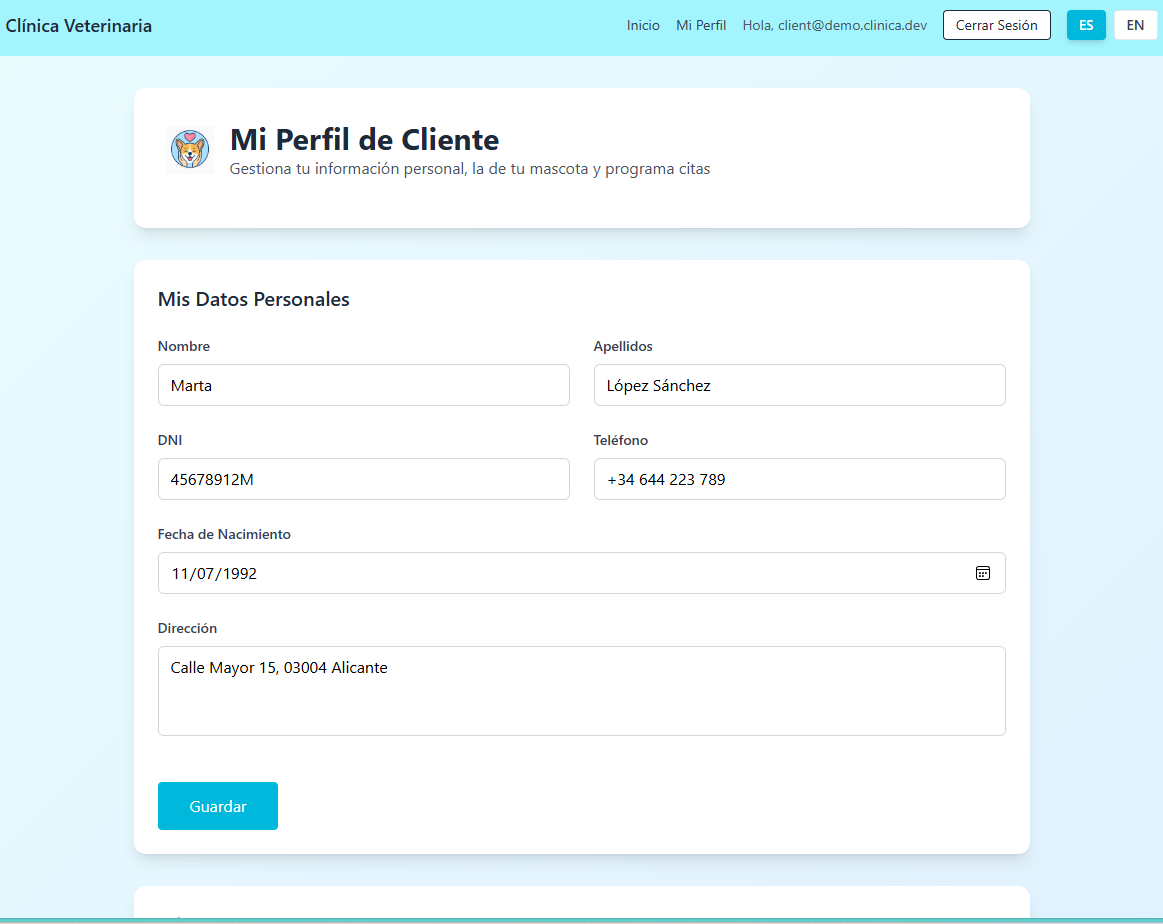 Clínica Veterinaria
Inicio Mi Perfil Hola, client@demo.clinica.dev Cerrar Sesión ES EN
Mi Perfil de Cliente
Gestiona tu información personal, la de tu mascota y programa citas
Mis Datos Personales
Nombre Apellidos
Marta López Sánchez
DNI Teléfono
45678912M +34 644 223 789
Fecha de Nacimiento
11/07/1992
Dirección
Calle Mayor 15, 03004 Alicante
Guardar